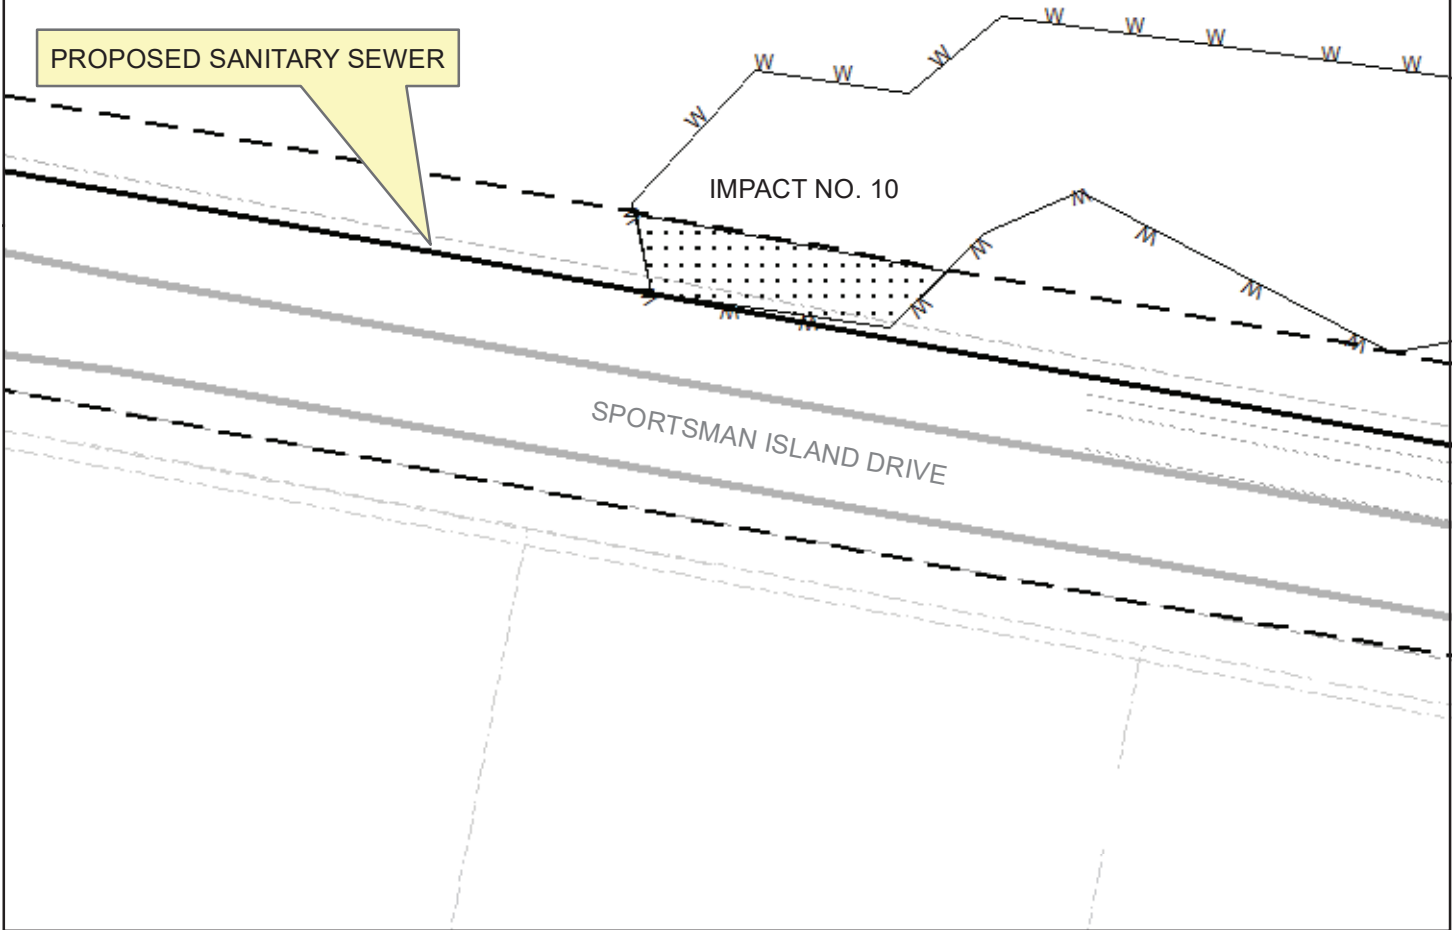 W W W W W
PROPOSED SANITARY SEWER
W W W
W
IMPACT NO. 10
W
W W
W
W W W
W W
SPORTSMAN ISLAND DRIVE